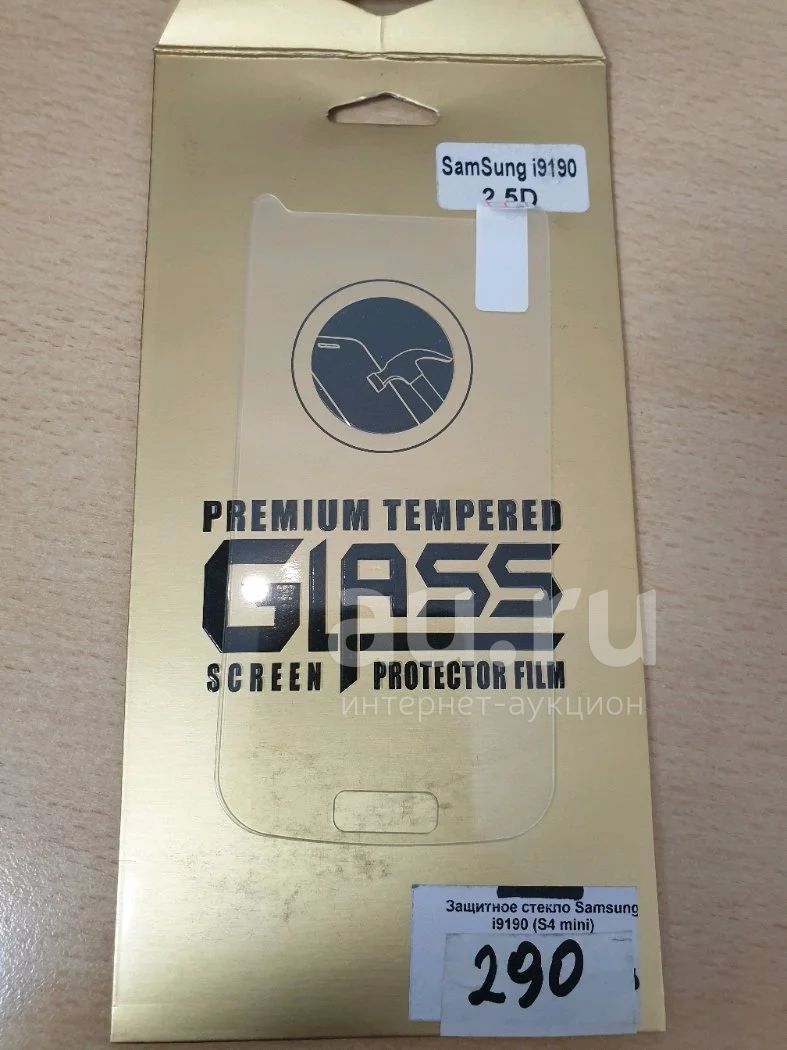 SamSung i9190
2.5D
PREMIUM TEMPERED
GLASS
SCREEN PROTECTOR FILM
au.ru
интернет-аукцион
Защитное стекло Samsung
i9190 (S4 mini)
290